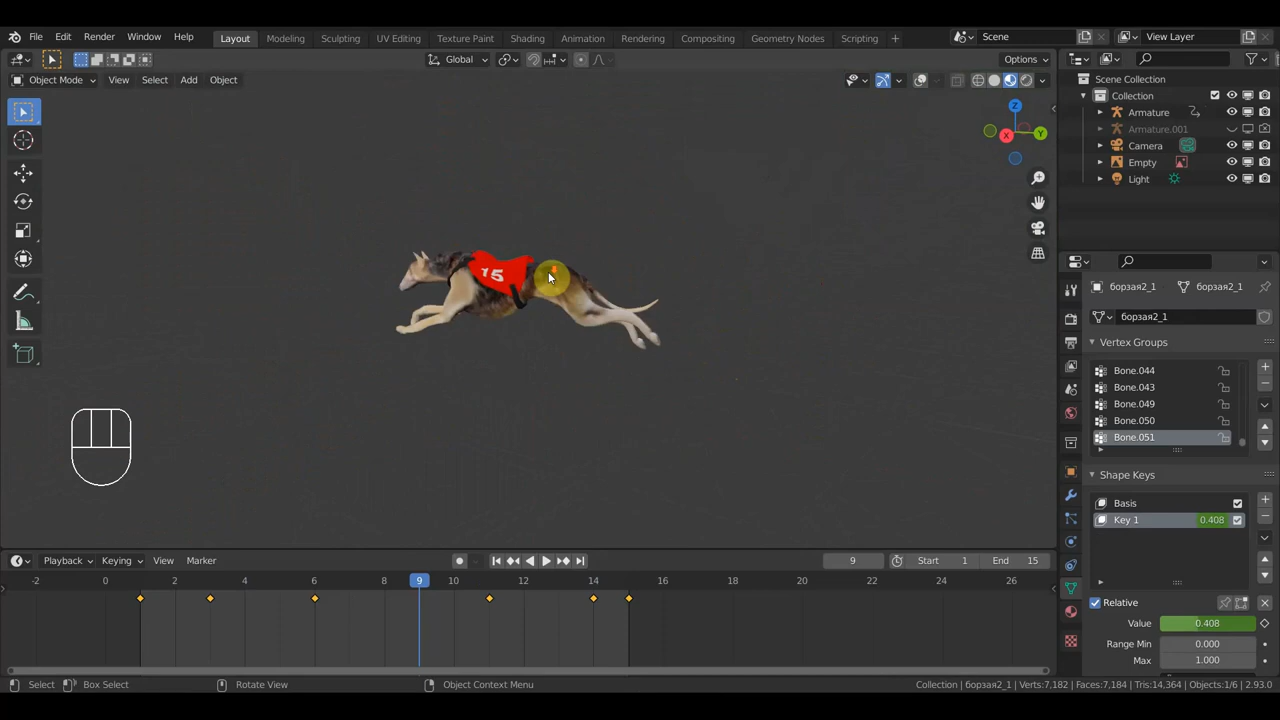 File Edit Render Window Help Layout Modeling Sculpting UV Editing Texture Paint Shading Animation Rendering Compositing Geometry Nodes Scripting + Scene View Layer
Global Options
Object Mode View Select Add Object
Scene Collection
Collection
Armature
Armature.001
Camera
Empty
Light
Z
X
Y
15
борзая2_1 борзая2_1
борзая2_1
Vertex Groups
Bone.044
Bone.043
Bone.049
Bone.050
Bone.051
Shape Keys
Basis
Key 1 0.408
Relative
Value 0.408
Range Min 0.000
Max 1.000
Playback Keying View Marker 9 Start 1 End 15
-2 0 2 4 6 9 10 12 14 16 18 20 22 24 26
Select Box Select Rotate View Object Context Menu Collection | борзая2_1 | Verts:7,182 | Faces:7,184 | Tris:14,364 | Objects:1/6 | 2.93.0